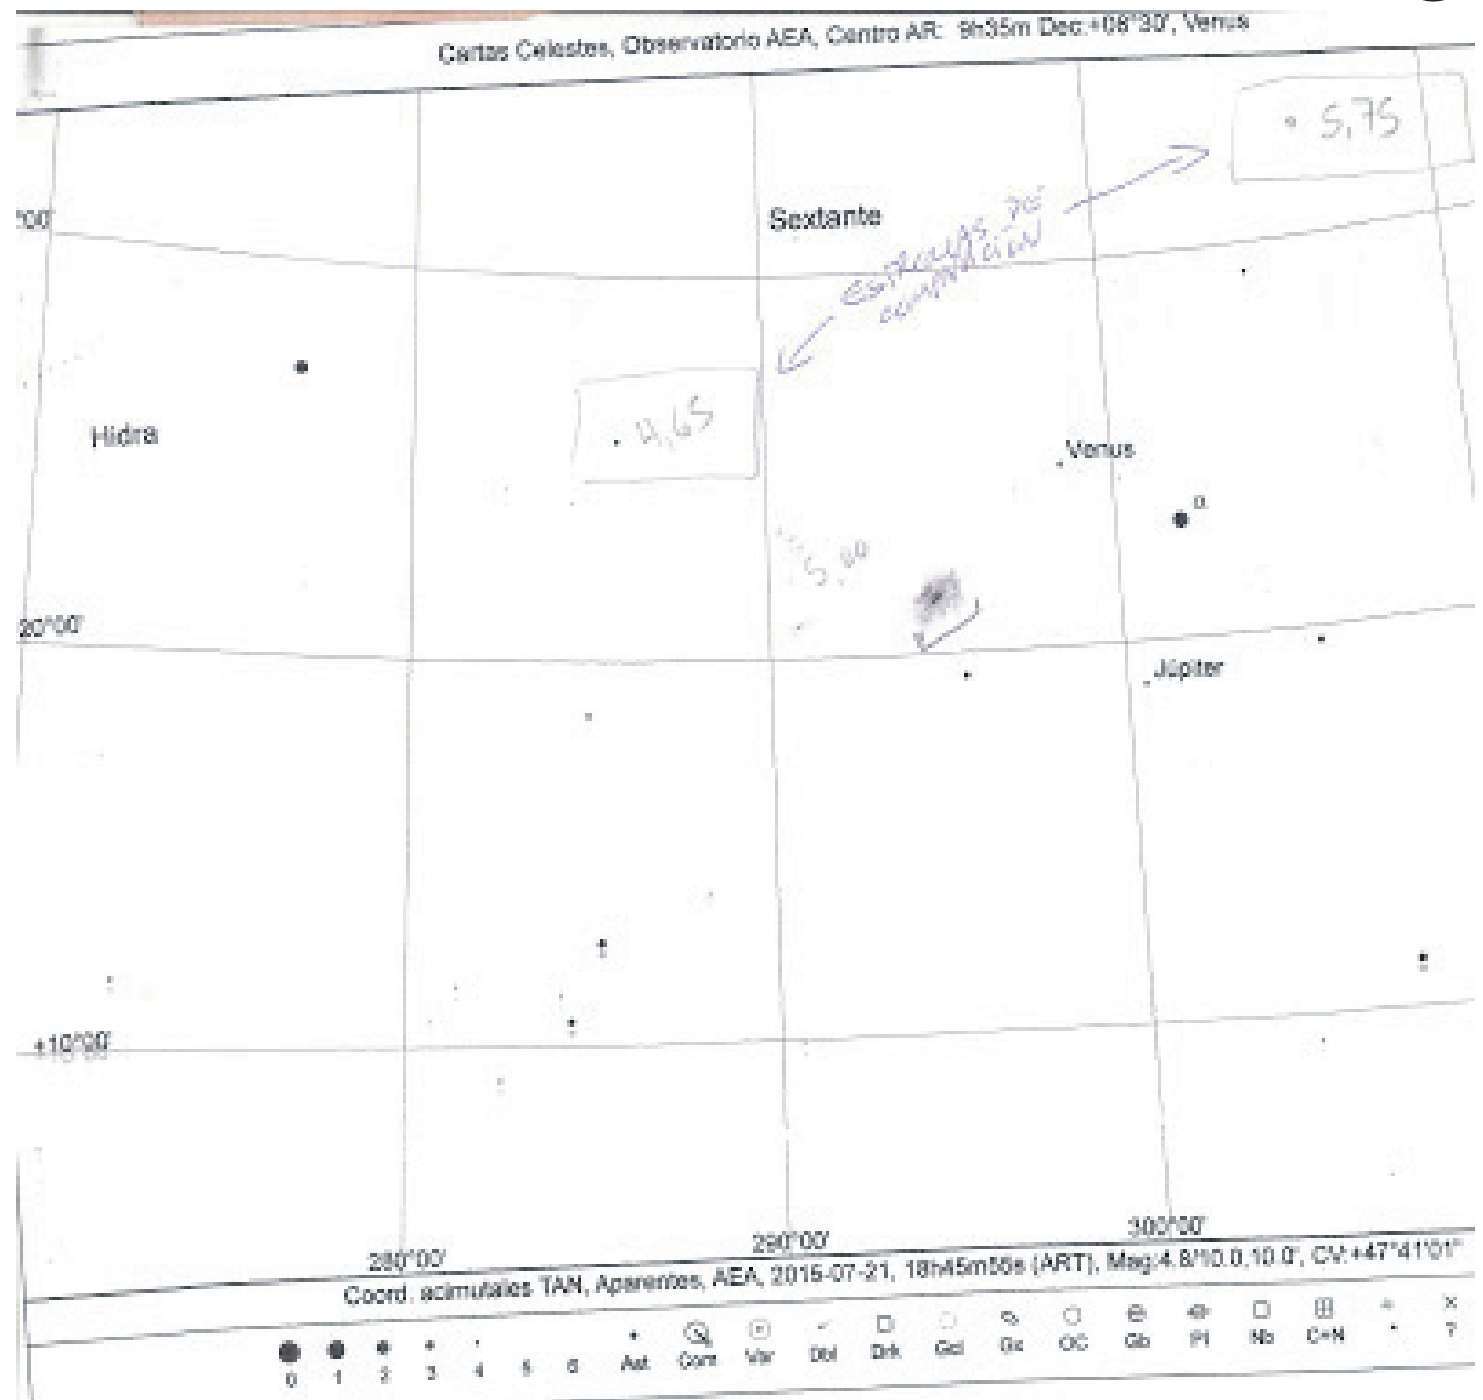 Cartas Celestes, Observatorio AEA, Centro AR: 9h35m Dec:+08°30', Venus
5,75
°00'
Sextante
ESTRELLAS DE
COMPARACIÓN
4,65
Hidra
Venus
α
5,00
20°00'
Júpiter
+10°00'
280°00'
290°00'
300°00'
Coord. acimutales TAN, Aparentes, AEA, 2015-07-21, 18h45m56s (ART), Mag:4.8/10.0,10.0', CV:+47°41'01"
0 1 2 3 4 5 6 Ast Com Var Dbl Drk Gcl Gx OC Gb Pl Nb C+N * ?